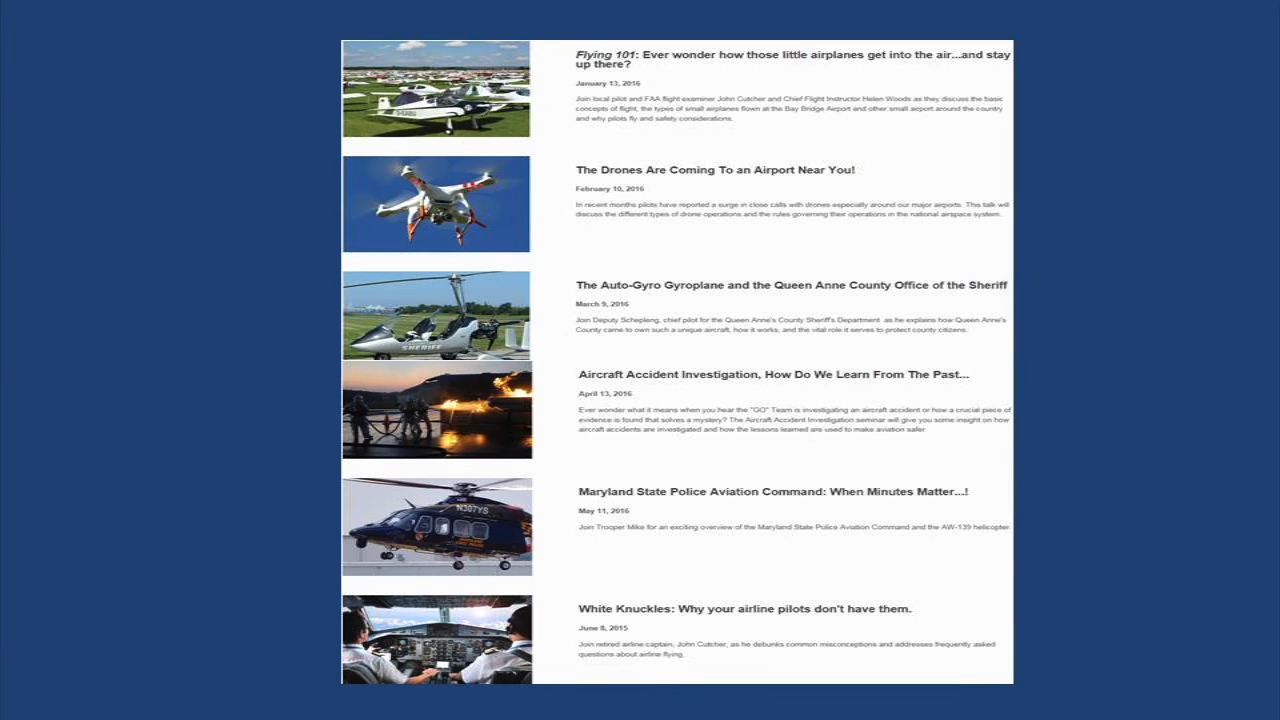 Flying 101: Ever wonder how those little airplanes get into the air...and stay
up there?
January 13, 2016
Join local pilot and FAA flight examiner John Cutcher and Chief Flight Instructor Helen Woods as they discuss the basic
concepts of flight, the types of small airplanes flown at the Bay Bridge Airport and other small airport around the country
and why pilots fly and safety considerations.
The Drones Are Coming To an Airport Near You!
February 10, 2016
In recent months pilots have reported a surge in close calls with drones especially around our major airports. This talk will
discuss the different types of drone operations and the rules governing their operations in the national airspace system.
The Auto-Gyro Gyroplane and the Queen Anne County Office of the Sheriff
March 9, 2016
Join Deputy Schepleng, chief pilot for the Queen Anne's County Sheriff's Department as he explains how Queen Anne's
County came to own such a unique aircraft, how it works, and the vital role it serves to protect county citizens.
SHERIFF
Aircraft Accident Investigation, How Do We Learn From The Past...
April 13, 2016
Ever wonder what it means when you hear the "GO" Team is investigating an aircraft accident or how a crucial piece of
evidence is found that solves a mystery? The Aircraft Accident Investigation seminar will give you some insight on how
aircraft accidents are investigated and how the lessons learned are used to make aviation safer
Maryland State Police Aviation Command: When Minutes Matter...!
May 11, 2016
Join Trooper Mike for an exciting overview of the Maryland State Police Aviation Command and the AW-139 helicopter.
N387YS
White Knuckles: Why your airline pilots don't have them.
June 8, 2015
Join retired airline captain, John Cutcher, as he debunks common misconceptions and addresses frequently asked
questions about airline flying.